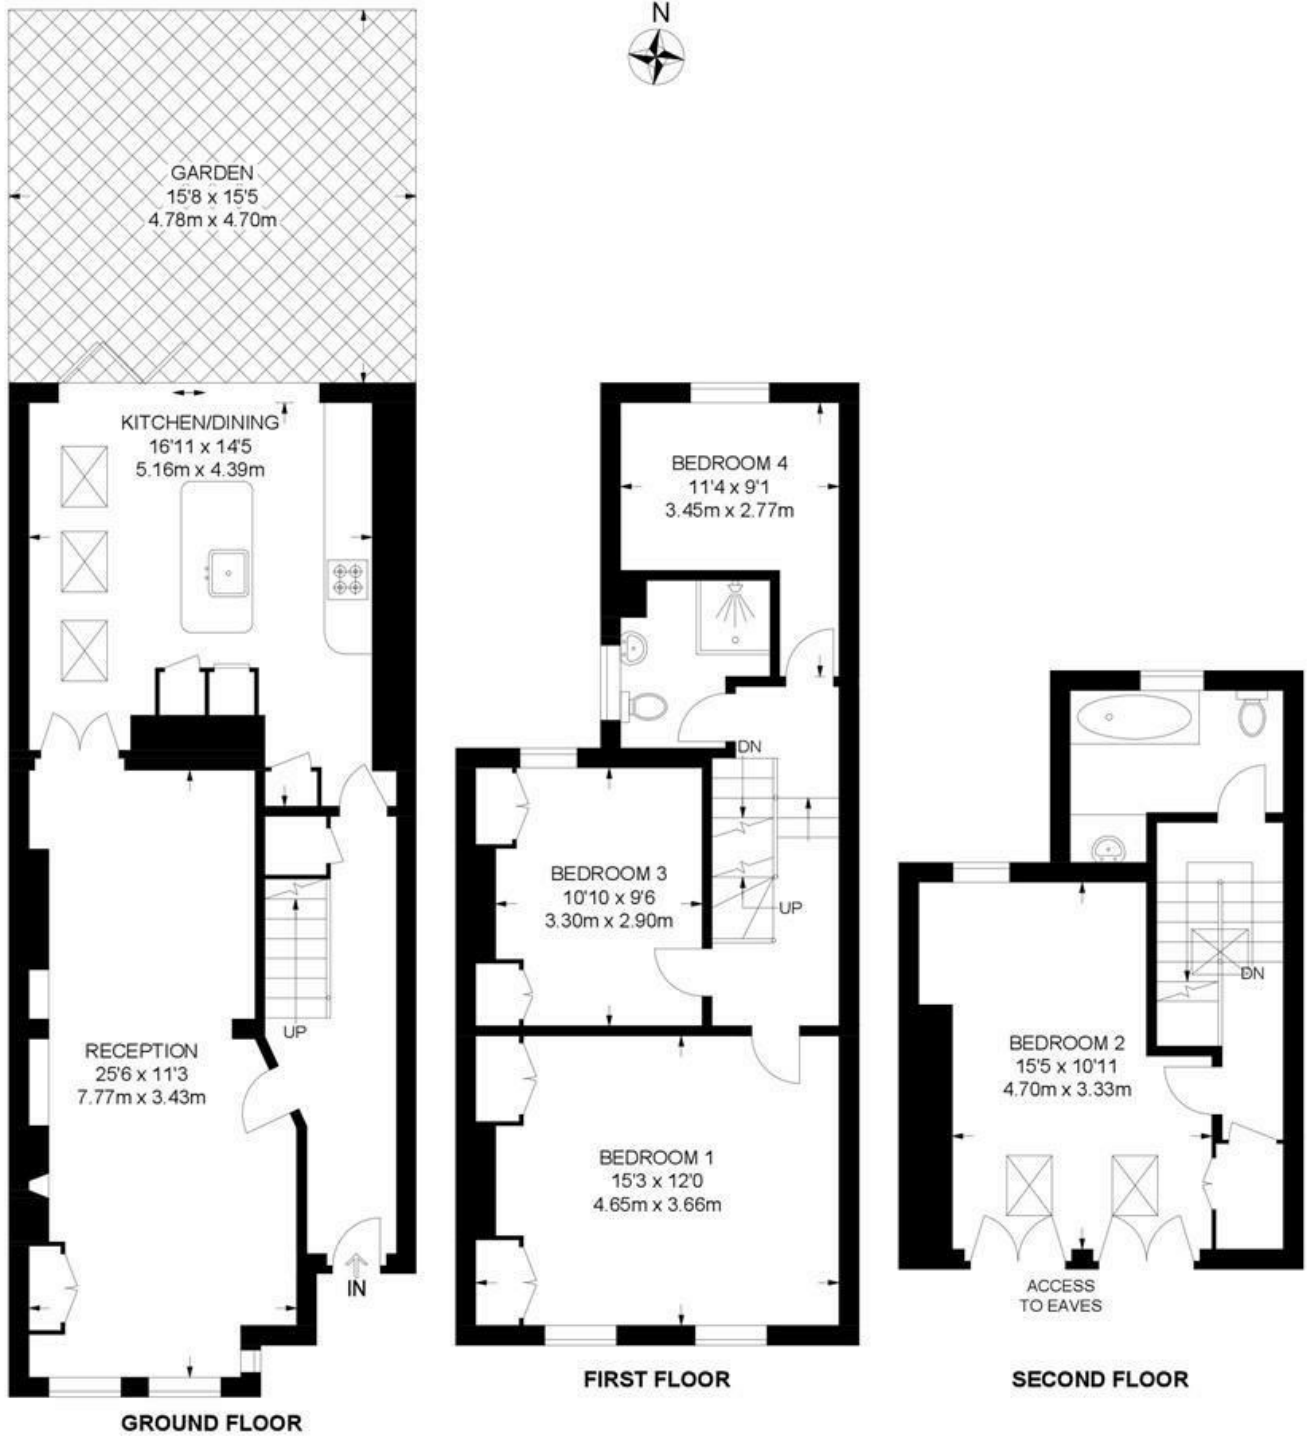 N
GARDEN
15'8 x 15'5
4.78m x 4.70m
KITCHEN/DINING
16'11 x 14'5
5.16m x 4.39m
UP
RECEPTION
25'6 x 11'3
7.77m x 3.43m
IN
GROUND FLOOR
BEDROOM 4
11'4 x 9'1
3.45m x 2.77m
DN
BEDROOM 3
10'10 x 9'6
3.30m x 2.90m
UP
BEDROOM 1
15'3 x 12'0
4.65m x 3.66m
FIRST FLOOR
DN
BEDROOM 2
15'5 x 10'11
4.70m x 3.33m
ACCESS
TO EAVES
SECOND FLOOR